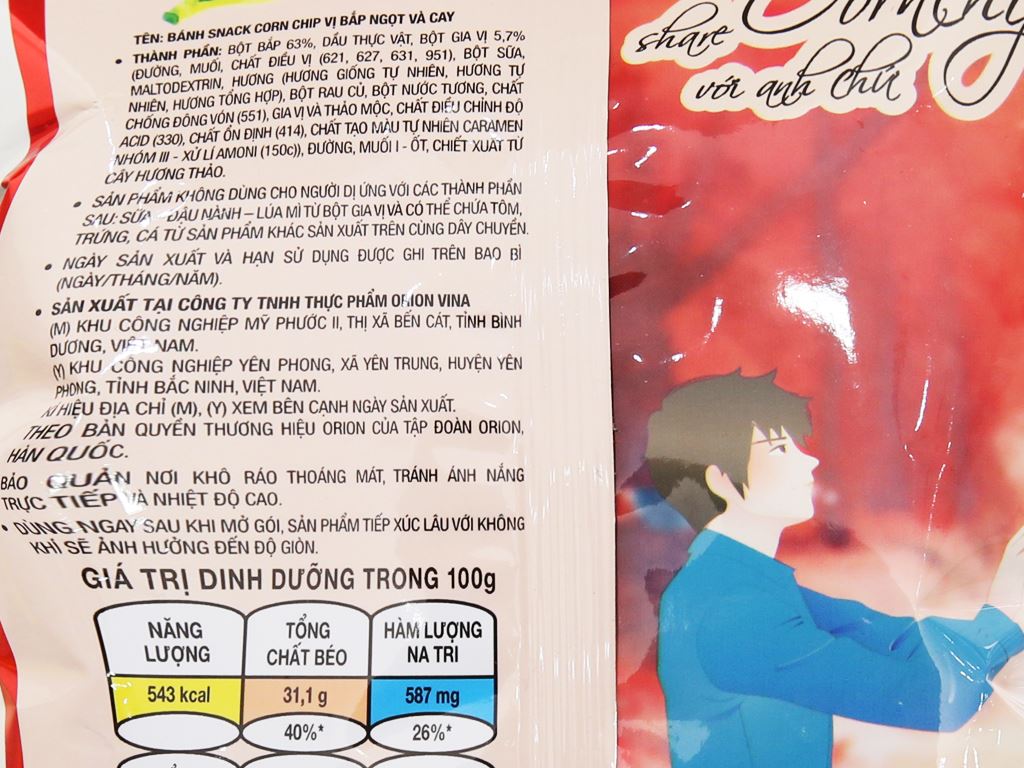 TÊN: BÁNH SNACK CORN CHIP VỊ BẮP NGỌT VÀ CAY
• THÀNH PHẦN: BỘT BẮP 63%, DẦU THỰC VẬT, BỘT GIA VỊ 5,7%
(ĐƯỜNG, MUỐI, CHẤT ĐIỀU VỊ (621, 627, 631, 951), BỘT SỮA,
MALTODEXTRIN, HƯƠNG (HƯƠNG GIỐNG TỰ NHIÊN, HƯƠNG TỰ
NHIÊN, HƯƠNG TỔNG HỢP), BỘT RAU CỦ, BỘT NƯỚC TƯƠNG, CHẤT
CHỐNG ĐÔNG VÓN (551), GIA VỊ VÀ THẢO MỘC, CHẤT ĐIỀU CHỈNH ĐỘ
ACID (330), CHẤT ỔN ĐỊNH (414), CHẤT TẠO MÀU TỰ NHIÊN CARAMEN
NHÓM III - XỬ LÍ AMONI (150c)), ĐƯỜNG, MUỐI I - ỐT, CHIẾT XUẤT TỪ
CÂY HƯƠNG THẢO.
• SẢN PHẨM KHÔNG DÙNG CHO NGƯỜI DỊ ỨNG VỚI CÁC THÀNH PHẦN
SAU: SỮA - ĐẬU NÀNH – LÚA MÌ TỪ BỘT GIA VỊ VÀ CÓ THỂ CHỨA TÔM,
TRỨNG, CÁ TỪ SẢN PHẨM KHÁC SẢN XUẤT TRÊN CÙNG DÂY CHUYỀN.
• NGÀY SẢN XUẤT VÀ HẠN SỬ DỤNG ĐƯỢC GHI TRÊN BAO BÌ
(NGÀY/THÁNG/NĂM).
• SẢN XUẤT TẠI CÔNG TY TNHH THỰC PHẨM ORION VINA
(M) KHU CÔNG NGHIỆP MỸ PHƯỚC II, THỊ XÃ BẾN CÁT, TỈNH BÌNH
DƯƠNG, VIỆT NAM.
(Y) KHU CÔNG NGHIỆP YÊN PHONG, XÃ YÊN TRUNG, HUYỆN YÊN
PHONG, TỈNH BẮC NINH, VIỆT NAM.
KÍ HIỆU ĐỊA CHỈ (M), (Y) XEM BÊN CẠNH NGÀY SẢN XUẤT.
THEO BẢN QUYỀN THƯƠNG HIỆU ORION CỦA TẬP ĐOÀN ORION,
HÀN QUỐC.
BẢO QUẢN NƠI KHÔ RÁO THOÁNG MÁT, TRÁNH ÁNH NẮNG
TRỰC TIẾP VÀ NHIỆT ĐỘ CAO.
• DÙNG NGAY SAU KHI MỞ GÓI, SẢN PHẨM TIẾP XÚC LÂU VỚI KHÔNG
KHÍ SẼ ẢNH HƯỞNG ĐẾN ĐỘ GIÒN.
GIÁ TRỊ DINH DƯỠNG TRONG 100g
NĂNG LƯỢNG
543 kcal
TỔNG CHẤT BÉO
31,1 g
40%*
HÀM LƯỢNG NA TRI
587 mg
26%*
share
với anh chứ